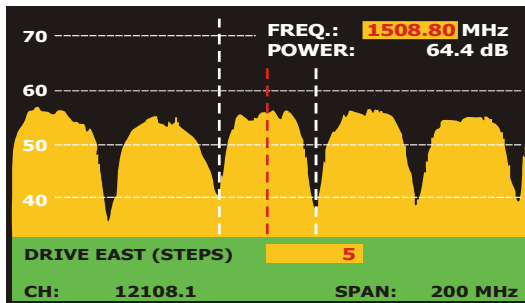 70
FREQ.: 1508.80 MHz
POWER: 64.4 dB
60
50
40
DRIVE EAST (STEPS) 5
CH: 12108.1 SPAN: 200 MHz